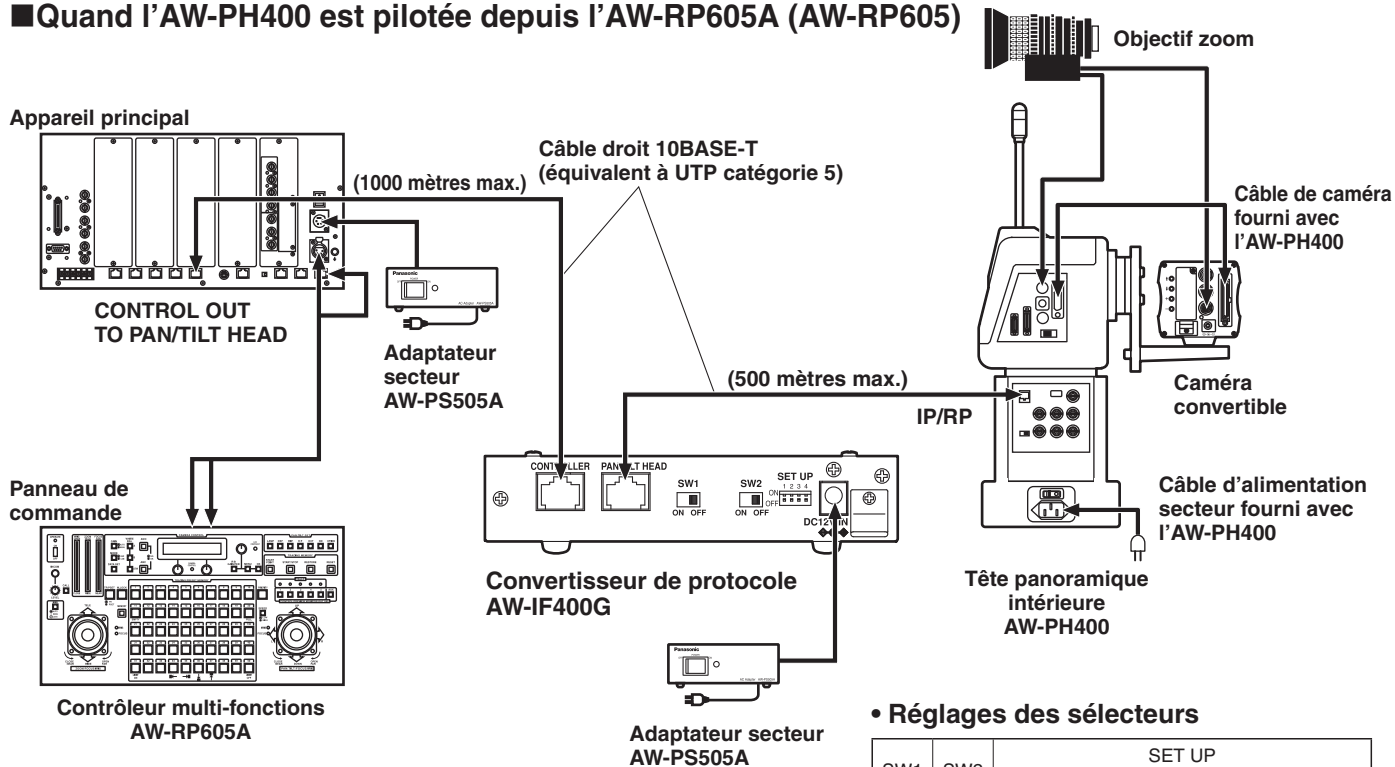 ■Quand l'AW-PH400 est pilotée depuis l'AW-RP605A (AW-RP605)
Objectif zoom
Appareil principal
(1000 mètres max.)
Câble droit 10BASE-T
(équivalent à UTP catégorie 5)
Câble de caméra
fourni avec
l'AW-PH400
CONTROL OUT
TO PAN/TILT HEAD
Panasonic
Adaptateur
secteur
AW-PS505A
(500 mètres max.)
IP/RP
Caméra
convertible
CONTROLLER
PAN/TILT HEAD
SW1
ON OFF
SW2
ON OFF
SET UP
1 2 3 4
ON
OFF
DC12V IN
Panneau de
commande
Câble d'alimentation
secteur fourni avec
l'AW-PH400
Convertisseur de protocole
AW-IF400G
Tête panoramique
intérieure
AW-PH400
Panasonic
Contrôleur multi-fonctions
AW-RP605A
Adaptateur secteur
AW-PS505A
• Réglages des sélecteurs
SET UP
SW1
SW2